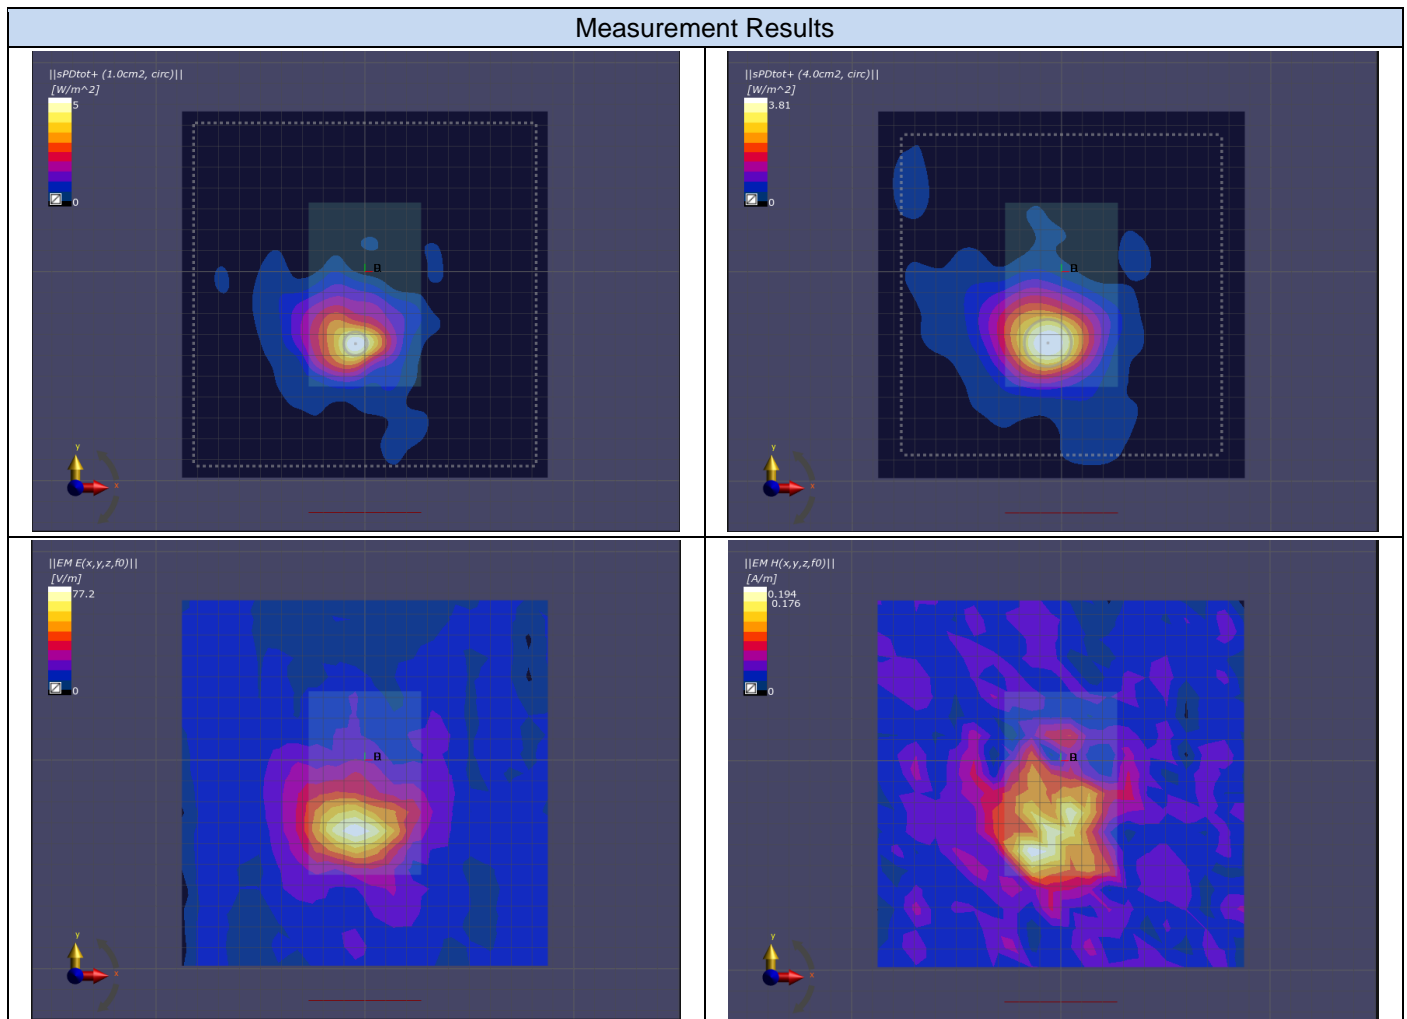 Measurement Results
||sPDtot+ (1.0cm2, circ)||
[W/m^2]
5
0
y
x
||sPDtot+ (4.0cm2, circ)||
[W/m^2]
3.81
0
y
x
||EM E(x,y,z,f0)||
[V/m]
77.2
0
y
x
||EM H(x,y,z,f0)||
[A/m]
0.194
0.176
0
y
x